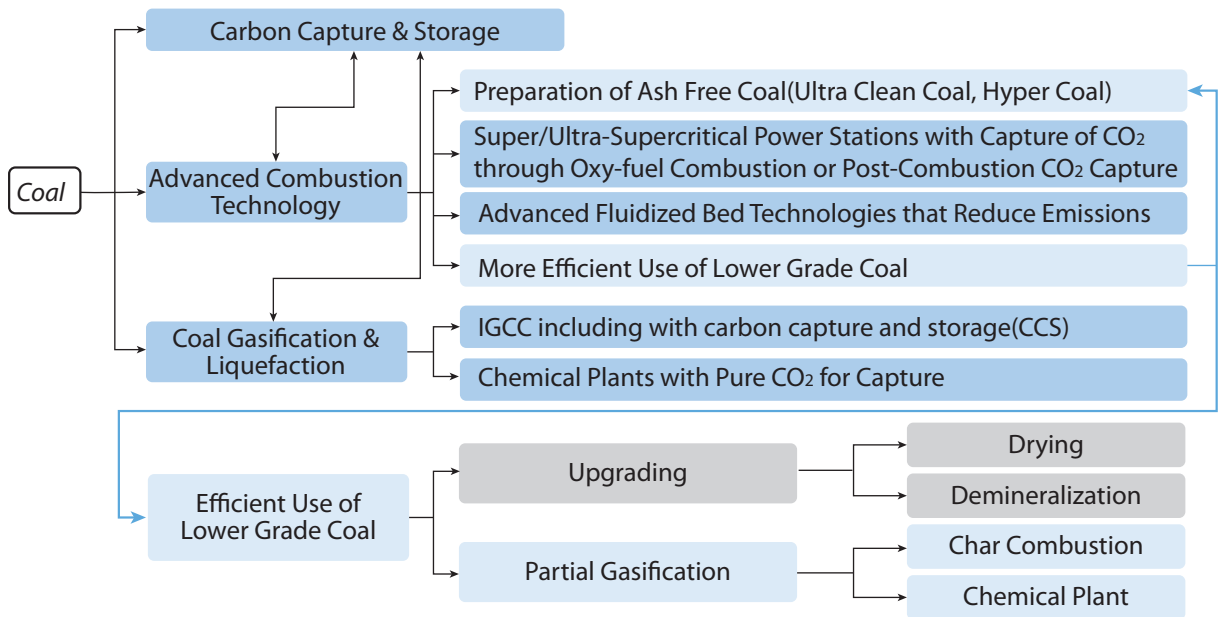 Carbon Capture & Storage
Preparation of Ash Free Coal(Ultra Clean Coal, Hyper Coal)
Super/Ultra-Supercritical Power Stations with Capture of CO₂
through Oxy-fuel Combustion or Post-Combustion CO₂ Capture
Coal
Advanced Combustion
Technology
Advanced Fluidized Bed Technologies that Reduce Emissions
More Efficient Use of Lower Grade Coal
Coal Gasification &
Liquefaction
IGCC including with carbon capture and storage(CCS)
Chemical Plants with Pure CO₂ for Capture
Efficient Use of
Lower Grade Coal
Upgrading
Drying
Demineralization
Partial Gasification
Char Combustion
Chemical Plant